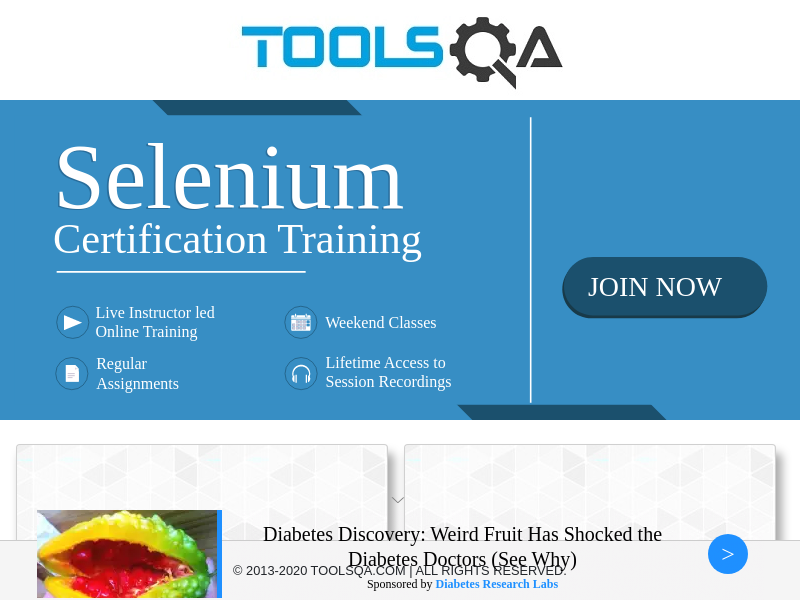 TOOLSQA
Selenium
Certification Training
JOIN NOW
Live Instructor led
Online Training
Weekend Classes
Regular
Assignments
Lifetime Access to
Session Recordings
Diabetes Discovery: Weird Fruit Has Shocked the
Diabetes Doctors (See Why)
>
© 2013-2020 TOOLSQA.COM | ALL RIGHTS RESERVED.
Sponsored by Diabetes Research Labs